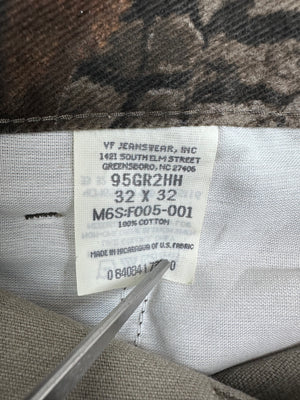 VF JEANSWEAR, INC
1421 SOUTH ELM STREET
GREENSBORO, NC 27406
95GR2HH
32 X 32
M6S:F005-001
100% COTTON
MADE IN NICARAGUA OF U.S. FABRIC